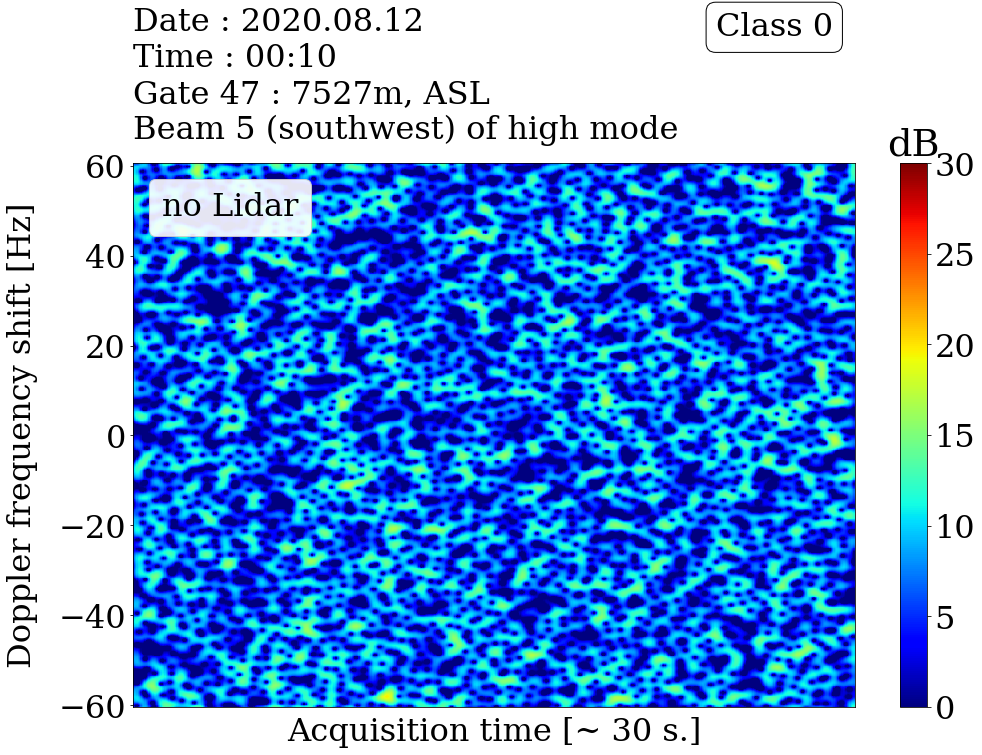 Date : 2020.08.12
Time : 00:10
Gate 47 : 7527m, ASL
Beam 5 (southwest) of high mode
Class 0
dB
no Lidar
60
40
20
0
−20
−40
−60
Doppler frequency shift [Hz]
Acquisition time [~ 30 s.]
30
25
20
15
10
5
0